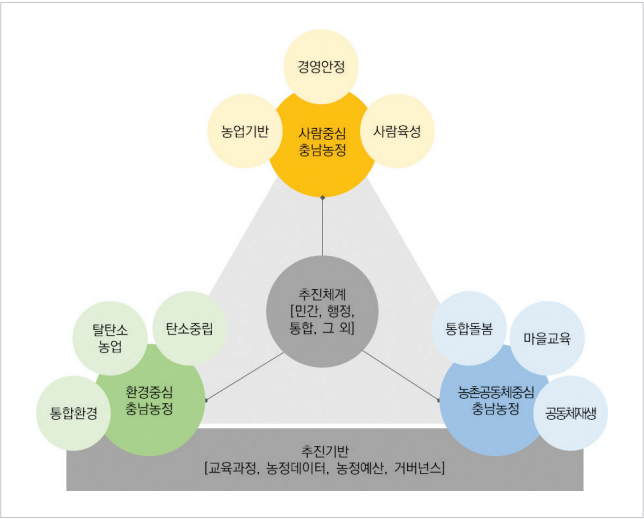 경영안정
농업기반
사람중심
충남농정
사람육성
추진체계
[민간, 행정,
통합, 그 외]
탈탄소
농업
탄소중립
통합환경
환경중심
충남농정
통합돌봄
마을교육
농촌공동체중심
충남농정
공동체재생
추진기반
[교육과정, 농정데이터, 농정예산, 거버넌스]